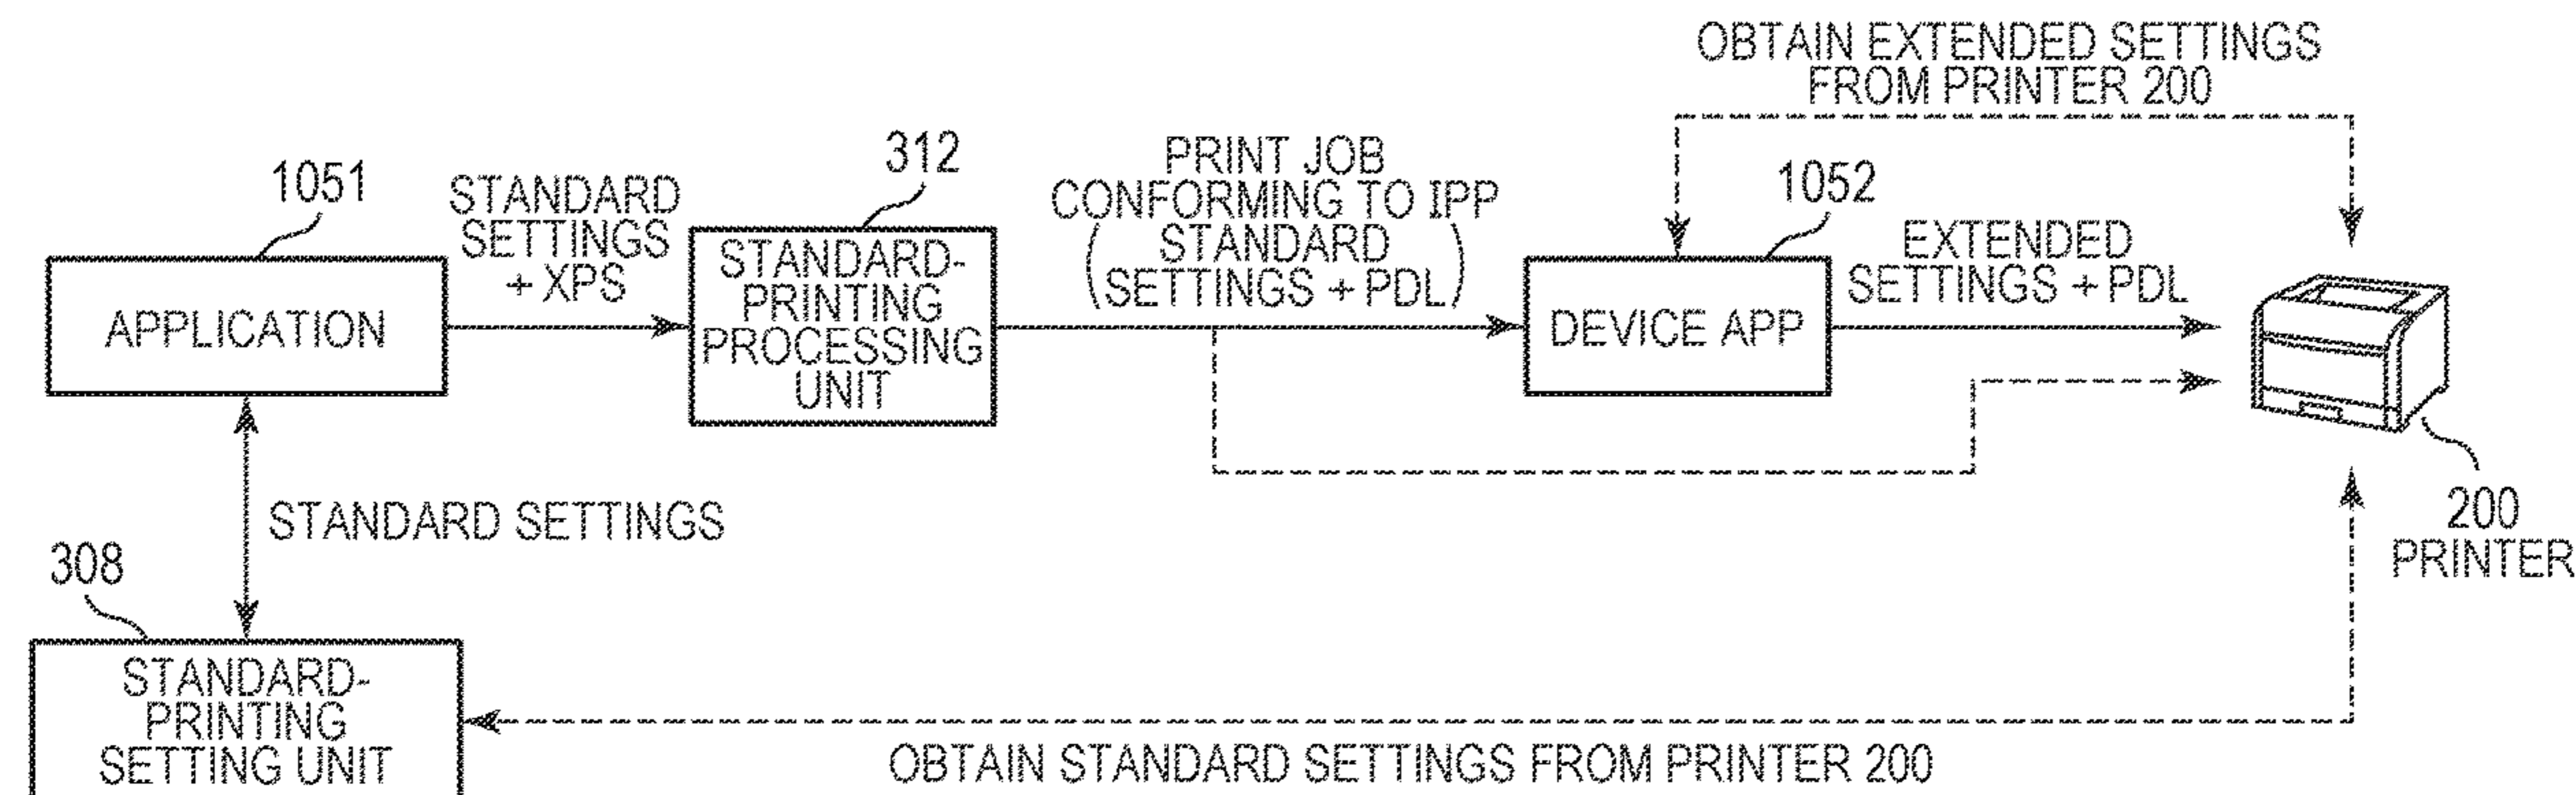 OBTAIN EXTENDED SETTINGS
FROM PRINTER 200
1051
STANDARD
SETTINGS
+ XPS
312
PRINT JOB
CONFORMING TO IPP
(STANDARD
SETTINGS + PDL)
1052
EXTENDED
SETTINGS + PDL
APPLICATION
STANDARD-
PRINTING
PROCESSING
UNIT
DEVICE APP
200
PRINTER
STANDARD SETTINGS
308
STANDARD-
PRINTING
SETTING UNIT
OBTAIN STANDARD SETTINGS FROM PRINTER 200